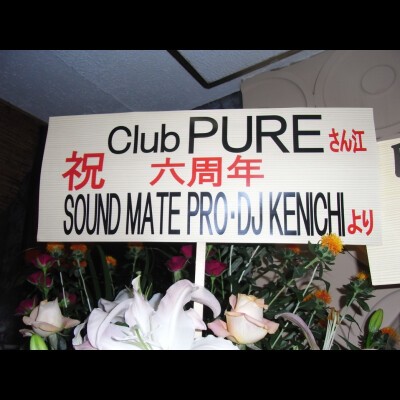 Club PURE さん江
祝 六周年
SOUND MATE PRO・DJ KENICHI より